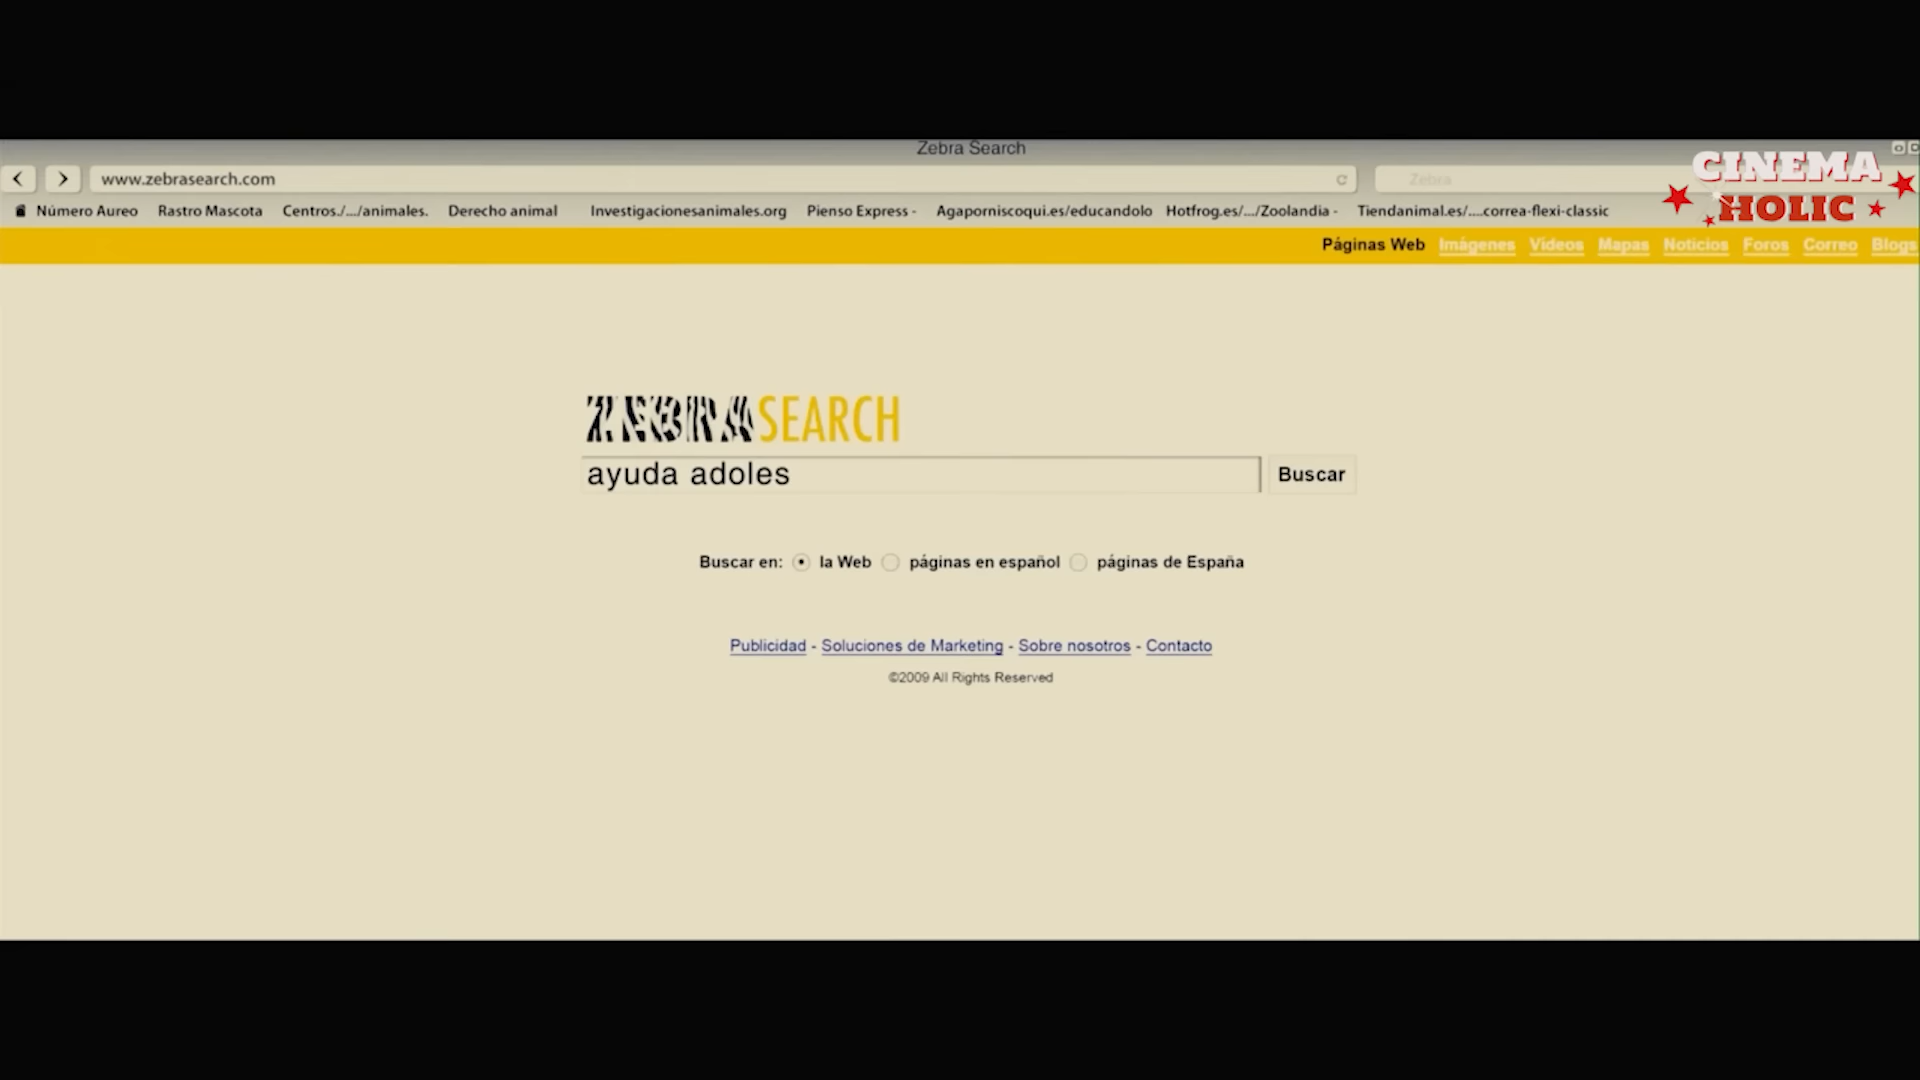 Zebra Search
www.zebrasearch.com
Zebra
CINEMA
HOLIC
Número Aureo Rastro Mascota Centros./.../animales. Derecho animal Investigacionesanimales.org Pienso Express - Agaporniscoqui.es/educandolo Hotfrog.es/.../Zoolandia - Tiendanimal.es/....correa-flexi-classic
Páginas Web Imágenes Vídeos Mapas Noticios Foros Correo Blogs
ZEBRASEARCH
ayuda adoles
Buscar
Buscar en: la Web páginas en español páginas de España
Publicidad - Soluciones de Marketing - Sobre nosotros - Contacto
©2009 All Rights Reserved